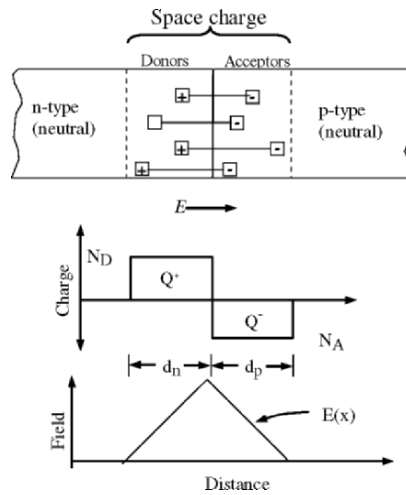 Space charge
Donors Acceptors
n-type
(neutral)
p-type
(neutral)
+ -
-
+ -
+ -
E
Charge
N_D
Q⁺
Q⁻
N_A
d_n d_p
Field
E(x)
Distance